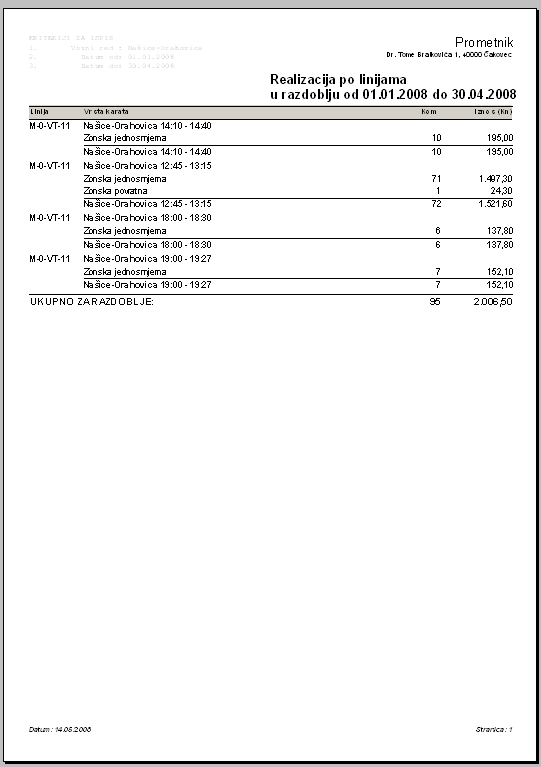 KRITERIJ ZA ISPIS
1. Vozni red : Našice-Orahovica
2. Datum od: 01.01.2008
3. Datum do: 30.04.2008
Prometnik
Dr. Tome Bratkovića 1, 40000 Čakovec
Realizacija po linijama
u razdoblju od 01.01.2008 do 30.04.2008
Linija Vrsta karata Kom Iznos (Kn)
M-0-VT-11 Našice-Orahovica 14:10 - 14:40
Zonska jednosmjerna 10 195,00
Našice-Orahovica 14:10 - 14:40 10 195,00
M-0-VT-11 Našice-Orahovica 12:45 - 13:15
Zonska jednosmjerna 71 1.497,30
Zonska povratna 1 24,30
Našice-Orahovica 12:45 - 13:15 72 1.521,60
M-0-VT-11 Našice-Orahovica 18:00 - 18:30
Zonska jednosmjerna 6 137,80
Našice-Orahovica 18:00 - 18:30 6 137,80
M-0-VT-11 Našice-Orahovica 19:00 - 19:27
Zonska jednosmjerna 7 152,10
Našice-Orahovica 19:00 - 19:27 7 152,10
UKUPNO ZA RAZDOBLJE: 95 2.006,50
Datum: 14.05.2008 Stranica: 1